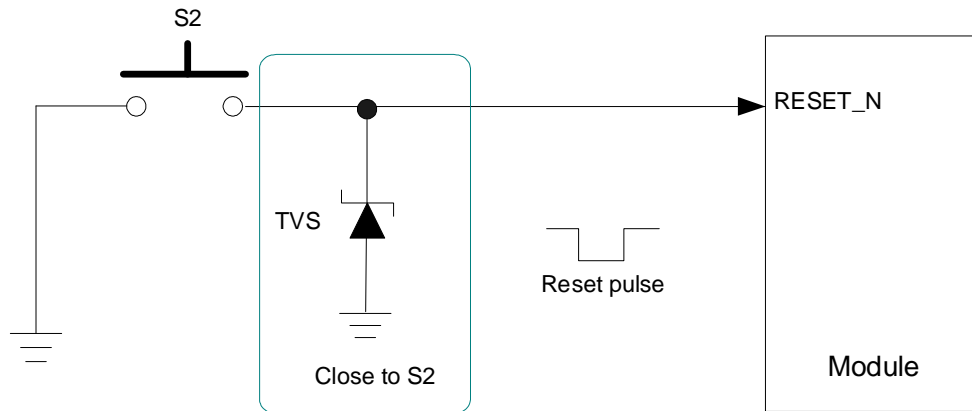 S2
RESET_N
TVS
Reset pulse
Close to S2
Module